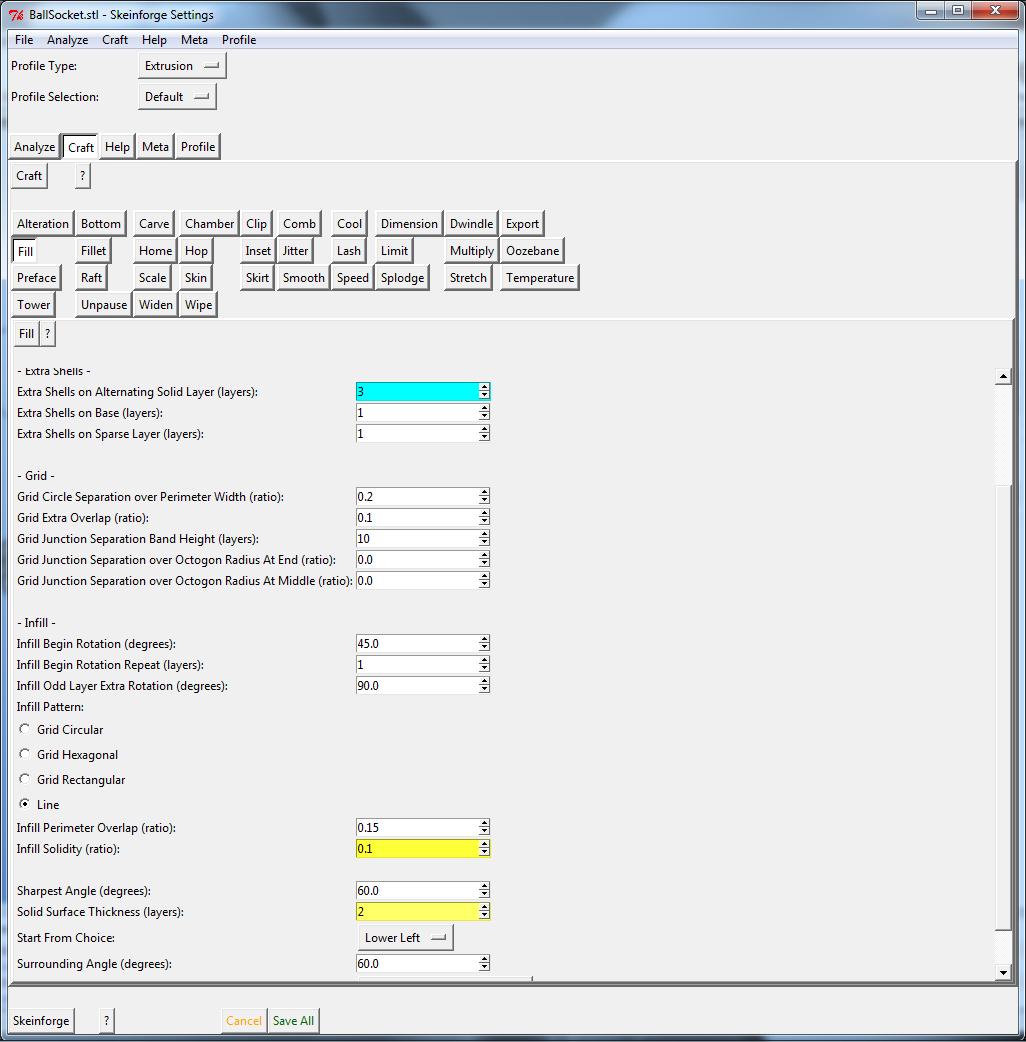 BallSocket.stl - Skeinforge Settings
File Analyze Craft Help Meta Profile
Profile Type: Extrusion
Profile Selection: Default
Analyze Craft Help Meta Profile
Craft ?
Alteration Bottom Carve Chamber Clip Comb Cool Dimension Dwindle Export
Fill Fillet Home Hop Inset Jitter Lash Limit Multiply Oozebane
Preface Raft Scale Skin Skirt Smooth Speed Splodge Stretch Temperature
Tower Unpause Widen Wipe
Fill ?
- Extra Shells -
Extra Shells on Alternating Solid Layer (layers): 3
Extra Shells on Base (layers): 1
Extra Shells on Sparse Layer (layers): 1
- Grid -
Grid Circle Separation over Perimeter Width (ratio): 0.2
Grid Extra Overlap (ratio): 0.1
Grid Junction Separation Band Height (layers): 10
Grid Junction Separation over Octogon Radius At End (ratio): 0.0
Grid Junction Separation over Octogon Radius At Middle (ratio): 0.0
- Infill -
Infill Begin Rotation (degrees): 45.0
Infill Begin Rotation Repeat (layers): 1
Infill Odd Layer Extra Rotation (degrees): 90.0
Infill Pattern:
Grid Circular
Grid Hexagonal
Grid Rectangular
Line
Infill Perimeter Overlap (ratio): 0.15
Infill Solidity (ratio): 0.1
Sharpest Angle (degrees): 60.0
Solid Surface Thickness (layers): 2
Start From Choice: Lower Left
Surrounding Angle (degrees): 60.0
Skeinforge ? Cancel Save All